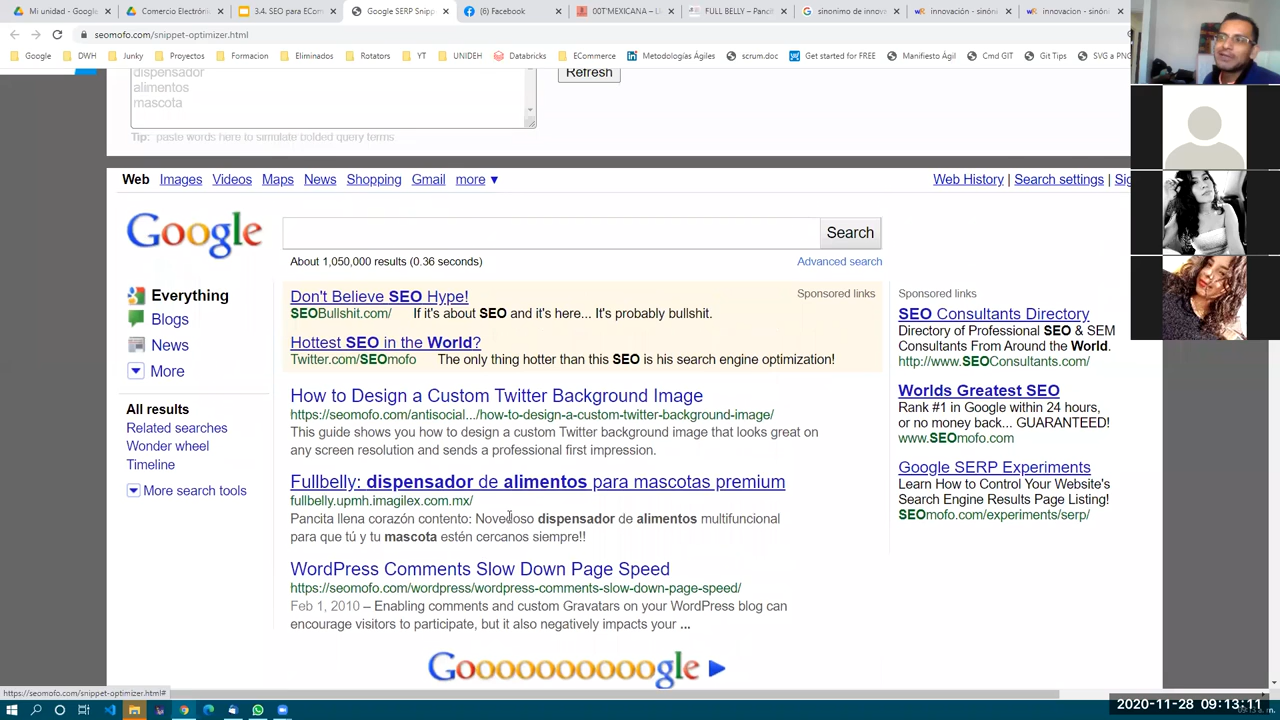 Mi unidad - Google
Comercio Electróni
3.4. SEO para ECom
Google SERP Snipp
(6) Facebook
00T'MEXICANA – Li
FULL BELLY – Pancit
sinonimo de innova
innovación - sinóni
innovacion - sinóni
seomofo.com/snippet-optimizer.html
Google
DWH
Junky
Proyectos
Formacion
Eliminados
Rotators
YT
UNIDEH
Databricks
ECommerce
Metodologías Ágiles
scrum.doc
Get started for FREE
Manifiesto Ágil
Cmd GIT
Git Tips
SVG a PNG
dispensador
alimentos
mascota
Refresh
Tip: paste words here to simulate bolded query terms
Web Images Videos Maps News Shopping Gmail more ▼
Web History | Search settings |
Google
Search
About 1,050,000 results (0.36 seconds)
Advanced search
Everything
Blogs
News
More
All results
Related searches
Wonder wheel
Timeline
More search tools
Don't Believe SEO Hype!
Sponsored links
SEOBullshit.com/ If it's about SEO and it's here... It's probably bullshit.
Hottest SEO in the World?
Twitter.com/SEOmofo The only thing hotter than this SEO is his search engine optimization!
How to Design a Custom Twitter Background Image
https://seomofo.com/antisocial.../how-to-design-a-custom-twitter-background-image/
This guide shows you how to design a custom Twitter background image that looks great on
any screen resolution and sends a professional first impression.
Fullbelly: dispensador de alimentos para mascotas premium
fullbelly.upmh.imagilex.com.mx/
Pancita llena corazón contento: Novedoso dispensador de alimentos multifuncional
para que tú y tu mascota estén cercanos siempre!!
WordPress Comments Slow Down Page Speed
https://seomofo.com/wordpress/wordpress-comments-slow-down-page-speed/
Feb 1, 2010 – Enabling comments and custom Gravatars on your WordPress blog can
encourage visitors to participate, but it also negatively impacts your ...
Goooooooooogle
Sponsored links
SEO Consultants Directory
Directory of Professional SEO & SEM
Consultants From Around the World.
http://www.SEOConsultants.com/
Worlds Greatest SEO
Rank #1 in Google within 24 hours,
or no money back... GUARANTEED!
www.SEOmofo.com
Google SERP Experiments
Learn How to Control Your Website's
Search Engine Results Page Listing!
SEOmofo.com/experiments/serp/
https://seomofo.com/snippet-optimizer.html#
2020-11-28 09:13:11